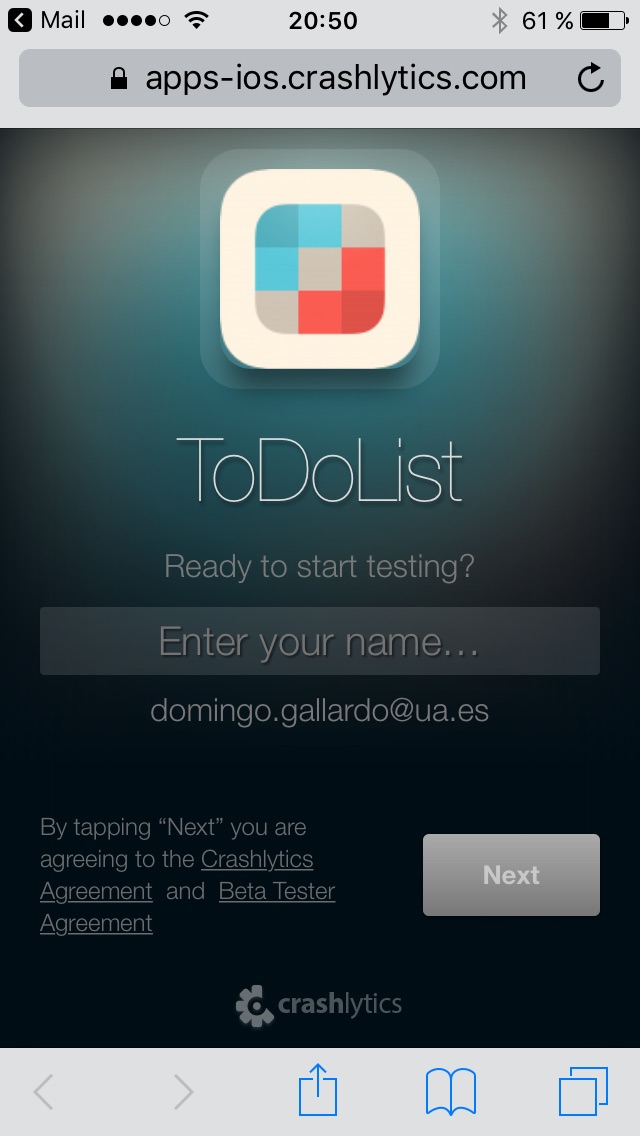 Mail 20:50 61 %
apps-ios.crashlytics.com
ToDoList
Ready to start testing?
Enter your name...
domingo.gallardo@ua.es
By tapping “Next” you are
agreeing to the Crashlytics
Agreement and Beta Tester
Agreement
Next
crashlytics